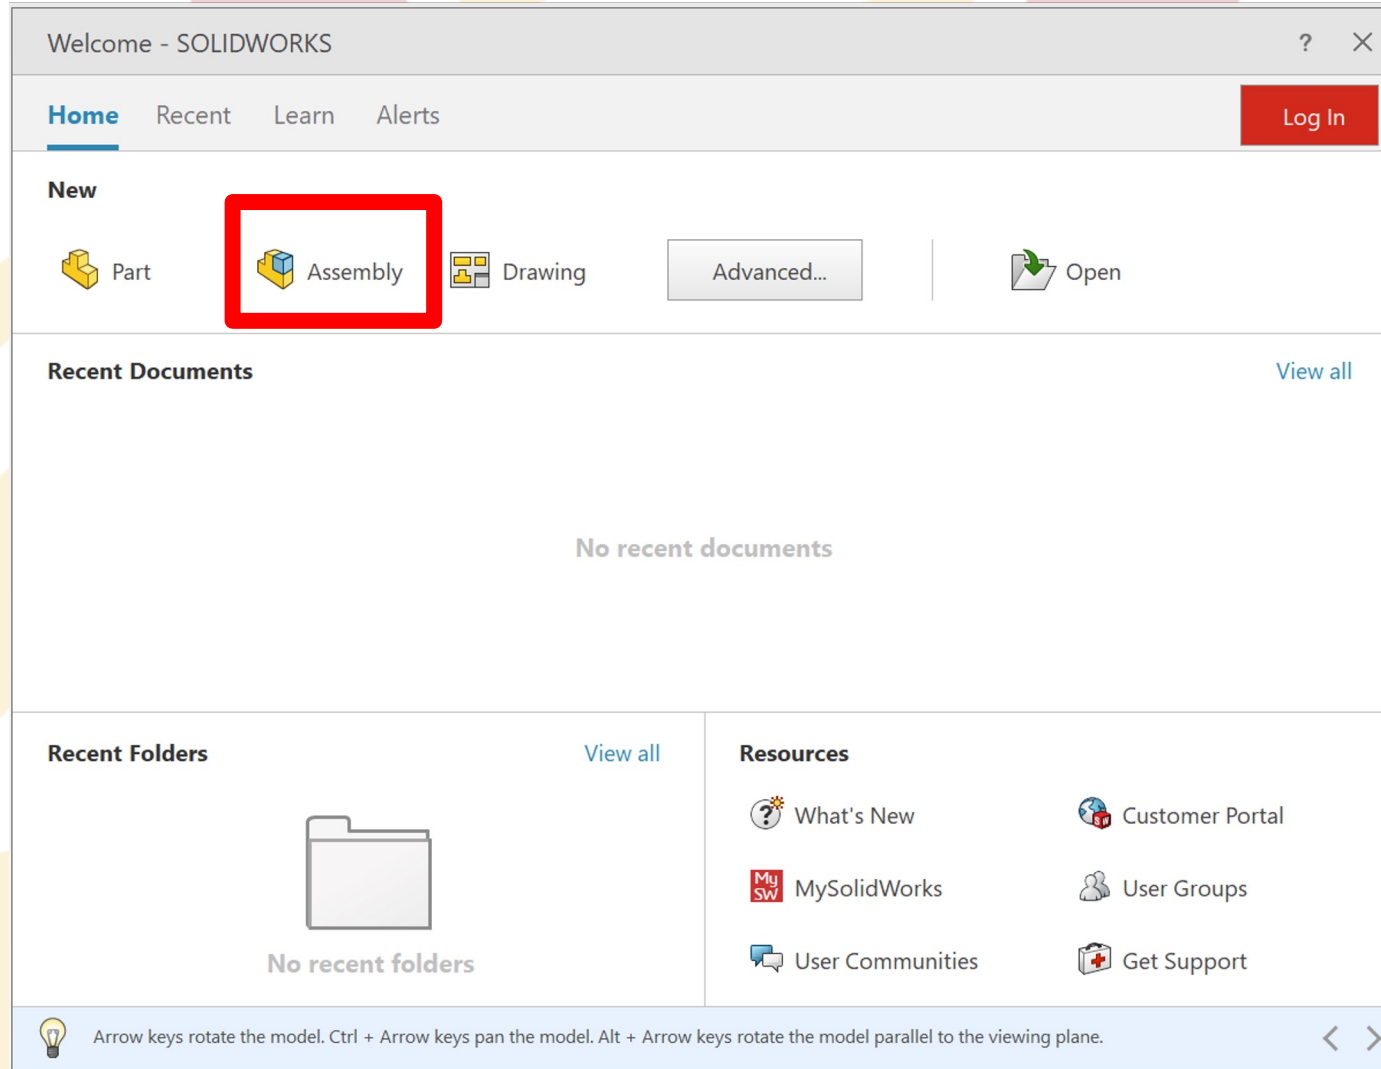 Welcome - SOLIDWORKS
?
Home Recent Learn Alerts
Log In
New
Part Assembly Drawing Advanced... Open
Recent Documents View all
No recent documents
Recent Folders View all
No recent folders
Resources
? What's New
SW Customer Portal
My SW MySolidWorks
User Groups
User Communities
Get Support
Arrow keys rotate the model. Ctrl + Arrow keys pan the model. Alt + Arrow keys rotate the model parallel to the viewing plane.